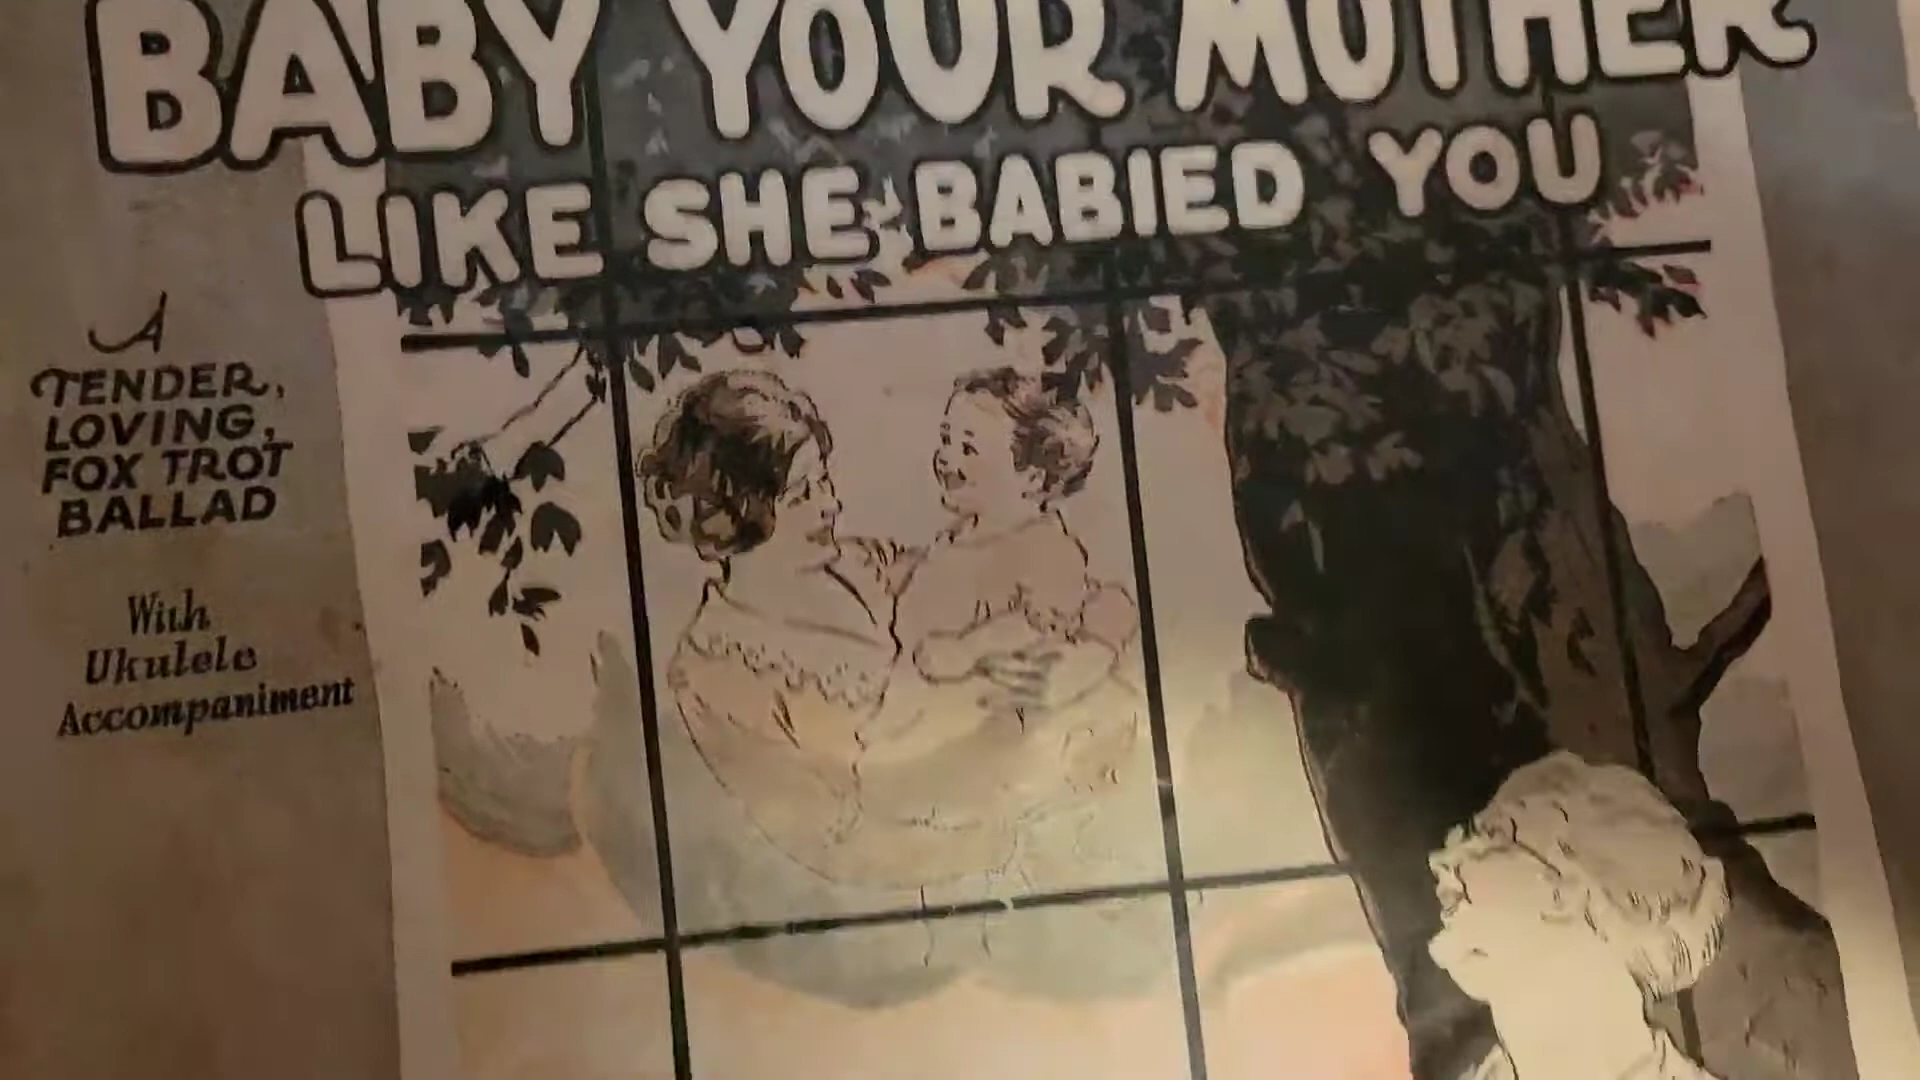 BABY YOUR MOTHER
LIKE SHE BABIED YOU
A
TENDER,
LOVING,
FOX TROT
BALLAD
With
Ukulele
Accompaniment